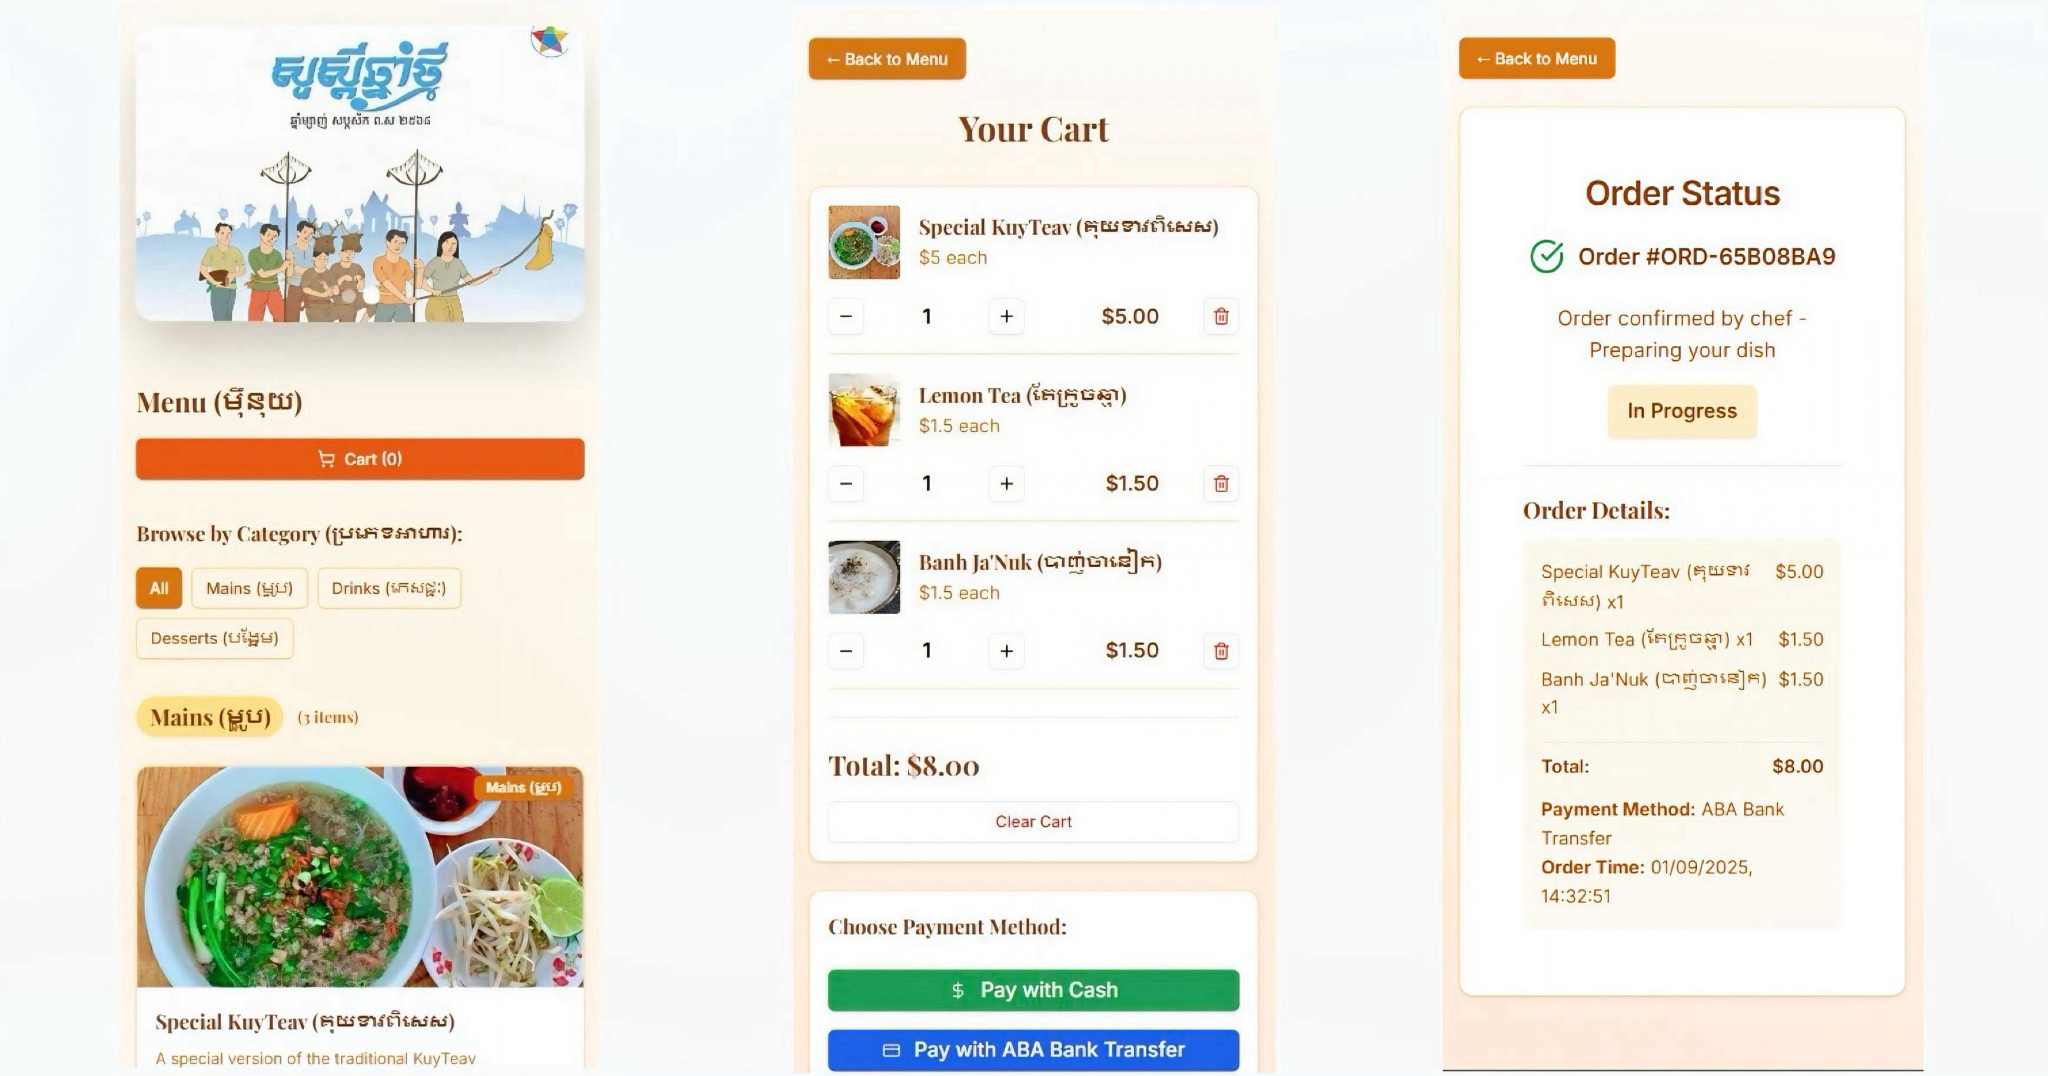 សួស្តីឆ្នាំថ្មី
ឆ្នាំម្សាញ់ សប្តស័ក ព.ស ២៥៦៨
Menu (ម៉ឺនុយ)
Cart (0)
Browse by Category (ប្រភេទអាហារ):
All
Mains (ម្ហូប)
Drinks (ភេសជ្ជៈ)
Desserts (បង្អែម)
Mains (ម្ហូប)
(3 items)
Mains (ម្ហូប)
Special KuyTeav (គុយទាវពិសេស)
A special version of the traditional KuyTeav
← Back to Menu
Your Cart
Special KuyTeav (គុយទាវពិសេស)
$5 each
− 1 + $5.00
Lemon Tea (តែក្រូចឆ្មា)
$1.5 each
− 1 + $1.50
Banh Ja'Nuk (បាញ់ចានៀក)
$1.5 each
− 1 + $1.50
Total: $8.00
Clear Cart
Choose Payment Method:
$ Pay with Cash
Pay with ABA Bank Transfer
← Back to Menu
Order Status
Order #ORD-65B08BA9
Order confirmed by chef -
Preparing your dish
In Progress
Order Details:
Special KuyTeav (គុយទាវ $5.00
ពិសេស) x1
Lemon Tea (តែក្រូចឆ្មា) x1 $1.50
Banh Ja'Nuk (បាញ់ចានៀក) $1.50
x1
Total: $8.00
Payment Method: ABA Bank
Transfer
Order Time: 01/09/2025,
14:32:51